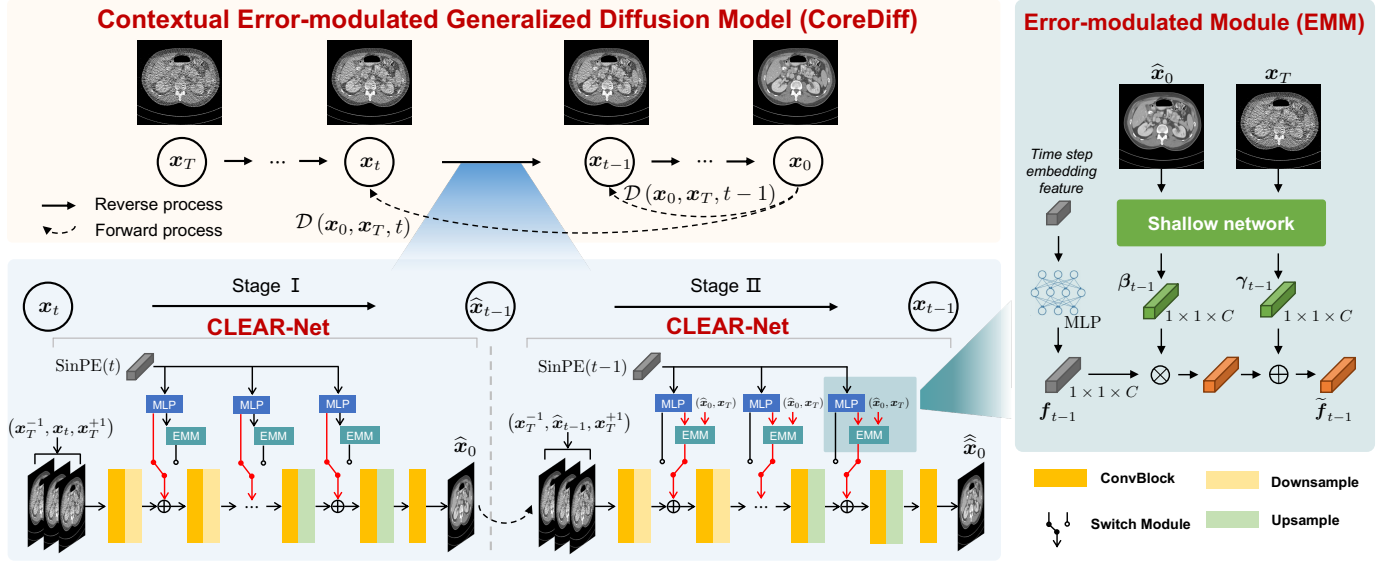 Contextual Error-modulated Generalized Diffusion Model (CoreDiff)
x_T
...
x_t
x_{t−1}
...
x_0
D (x_0, x_T, t − 1)
D (x_0, x_T, t)
Reverse process
Forward process
x_t
Stage I
x̂_{t−1}
Stage II
x_{t−1}
CLEAR-Net
CLEAR-Net
SinPE(t)
MLP
MLP
MLP
EMM
EMM
EMM
(x_T^{−1}, x_t, x_T^{+1})
...
x̂_0
SinPE(t−1)
MLP
(x̂_0, x_T)
MLP
(x̂_0, x_T)
MLP
(x̂_0, x_T)
EMM
EMM
EMM
(x_T^{−1}, x̂_{t−1}, x_T^{+1})
...
x̂̂_0
Error-modulated Module (EMM)
x̂_0
x_T
Time step
embedding
feature
Shallow network
β_{t−1}
γ_{t−1}
MLP
1 × 1 × C
1 × 1 × C
1 × 1 × C
f_{t−1}
f̃_{t−1}
ConvBlock
Downsample
Switch Module
Upsample